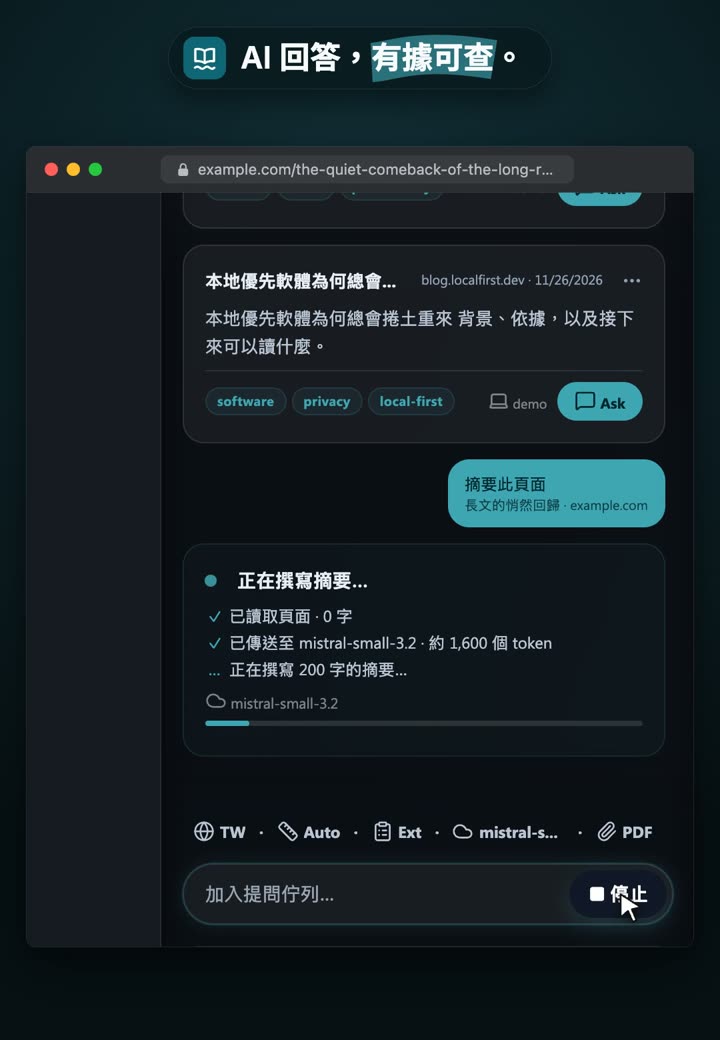 AI 回答，有據可查。
example.com/the-quiet-comeback-of-the-long-r...
本地優先軟體為何總會... blog.localfirst.dev · 11/26/2026 ...
本地優先軟體為何總會捲土重來 背景、依據，以及接下
來可以讀什麼。
software privacy local-first demo Ask
摘要此頁面
長文的悄然回歸 · example.com
正在撰寫摘要...
✓ 已讀取頁面 · 0 字
✓ 已傳送至 mistral-small-3.2 · 約 1,600 個 token
... 正在撰寫 200 字的摘要...
mistral-small-3.2
TW · Auto · Ext · mistral-s... · PDF
加入提問佇列... 停止